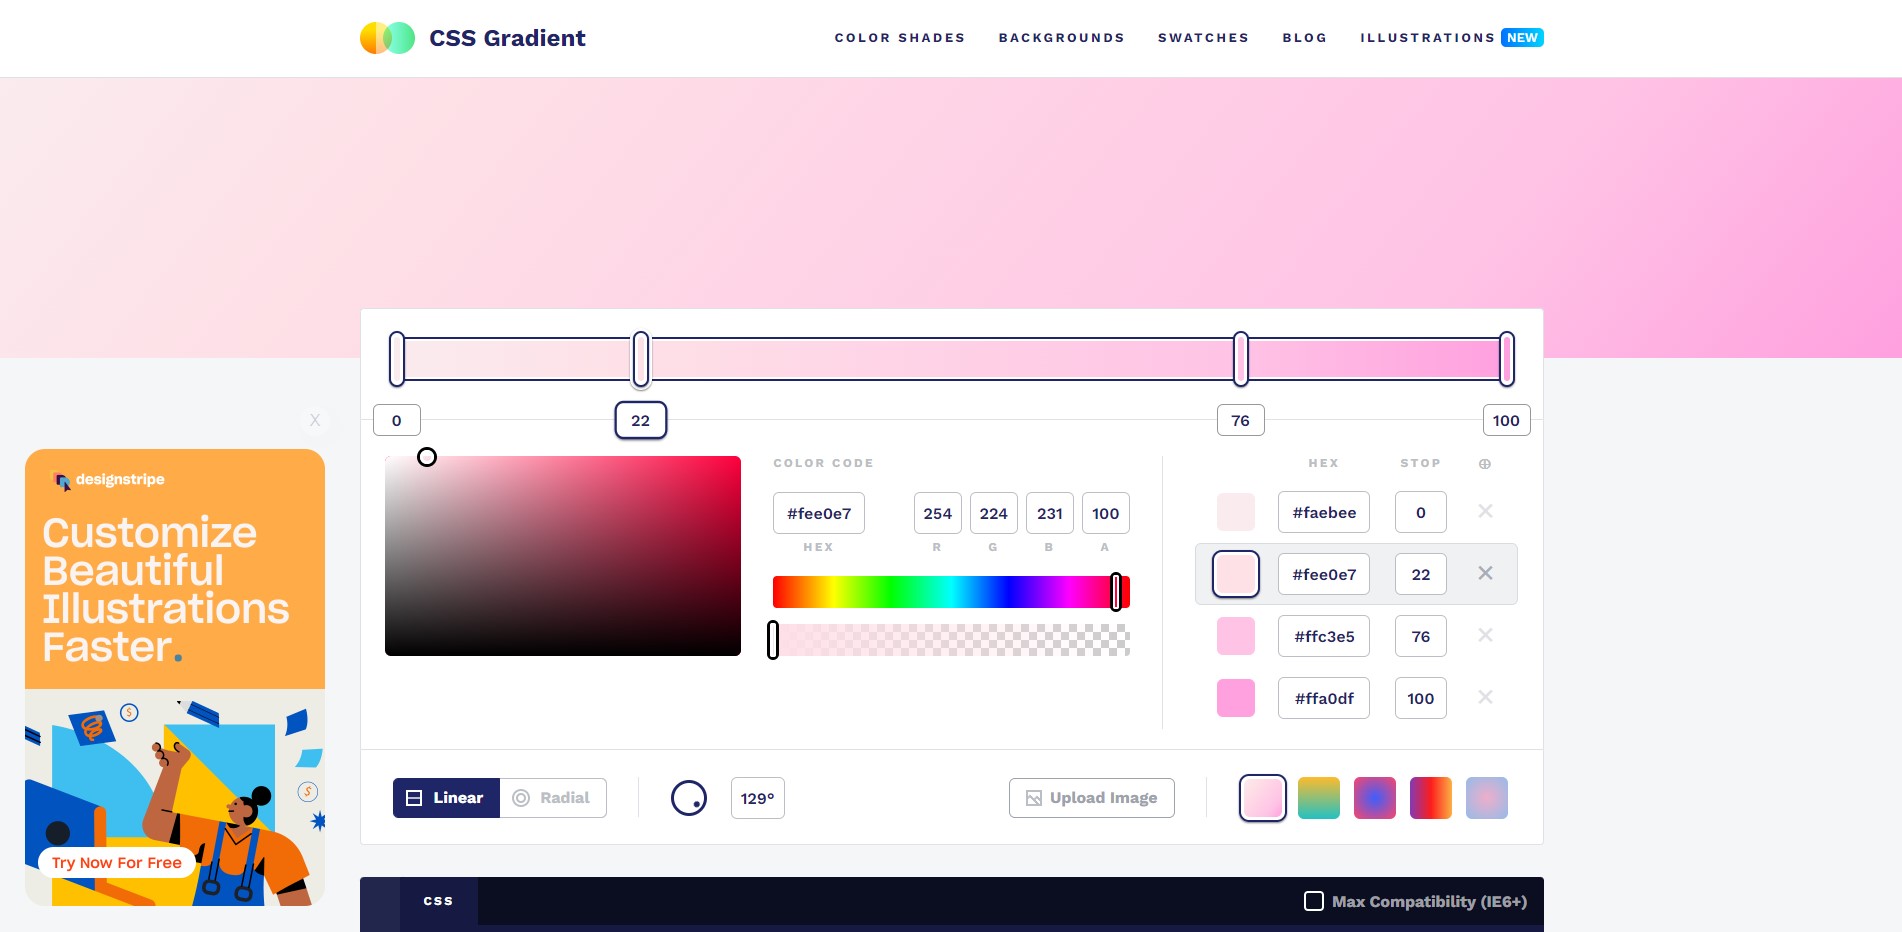 CSS Gradient
COLOR SHADES BACKGROUNDS SWATCHES BLOG ILLUSTRATIONS NEW
0 22 76 100
X
designstripe
Customize
Beautiful
Illustrations
Faster.
Try Now For Free
COLOR CODE
#fee0e7 254 224 231 100
HEX R G B A
HEX STOP
#faebee 0
#fee0e7 22
#ffc3e5 76
#ffa0df 100
Linear Radial 129° Upload Image
css Max Compatibility (IE6+)